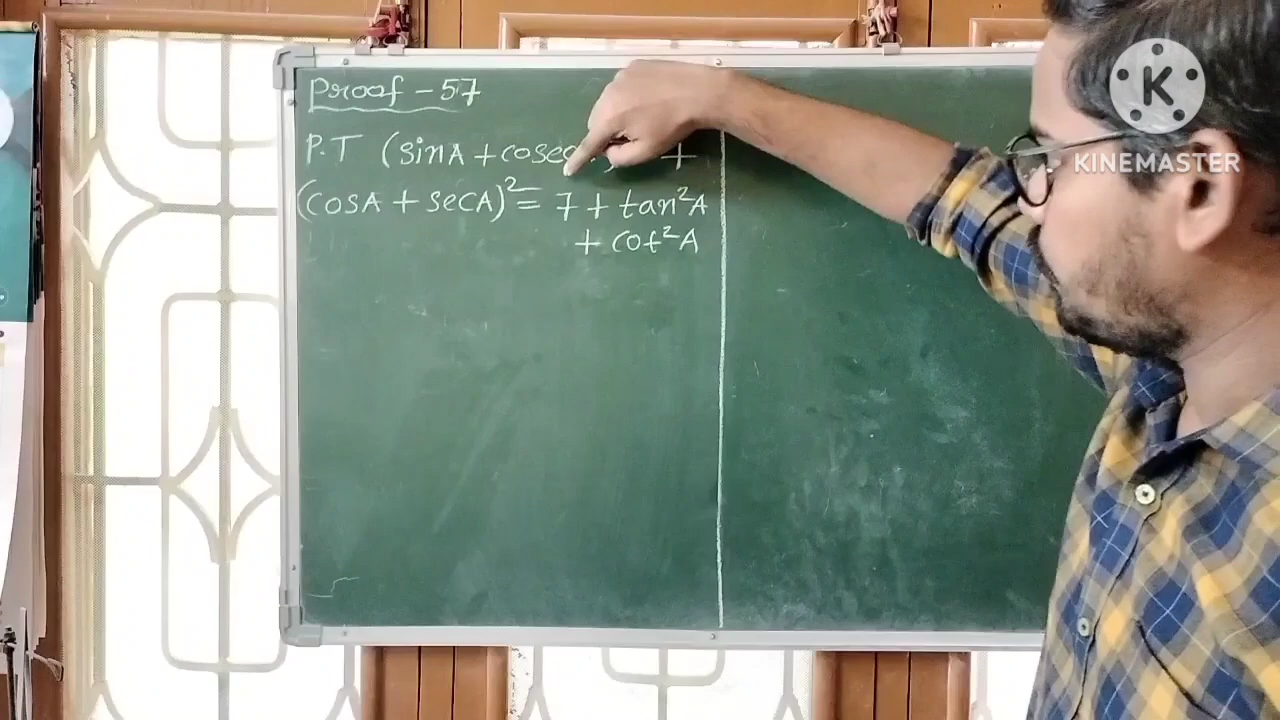 Proof - 57
P.T (sinA + cosec +
(cosA + secA)² = 7 + tan²A
+ cot²A
K
KINEMASTER